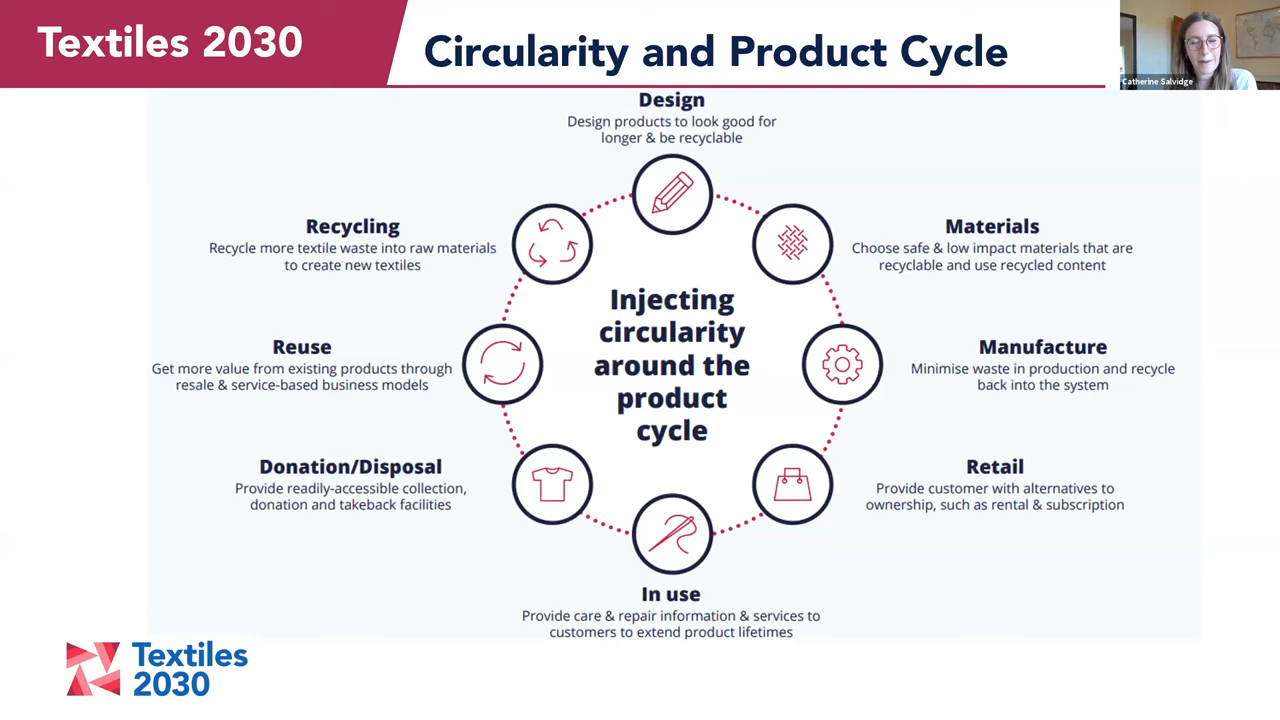 Textiles 2030
Circularity and Product Cycle
Catherine Salvidge
Design
Design products to look good for
longer & be recyclable
Recycling
Recycle more textile waste into raw materials
to create new textiles
Materials
Choose safe & low impact materials that are
recyclable and use recycled content
Injecting
circularity
around the
product
cycle
Reuse
Get more value from existing products through
resale & service-based business models
Manufacture
Minimise waste in production and recycle
back into the system
Donation/Disposal
Provide readily-accessible collection,
donation and takeback facilities
Retail
Provide customer with alternatives to
ownership, such as rental & subscription
In use
Provide care & repair information & services to
customers to extend product lifetimes
Textiles
2030